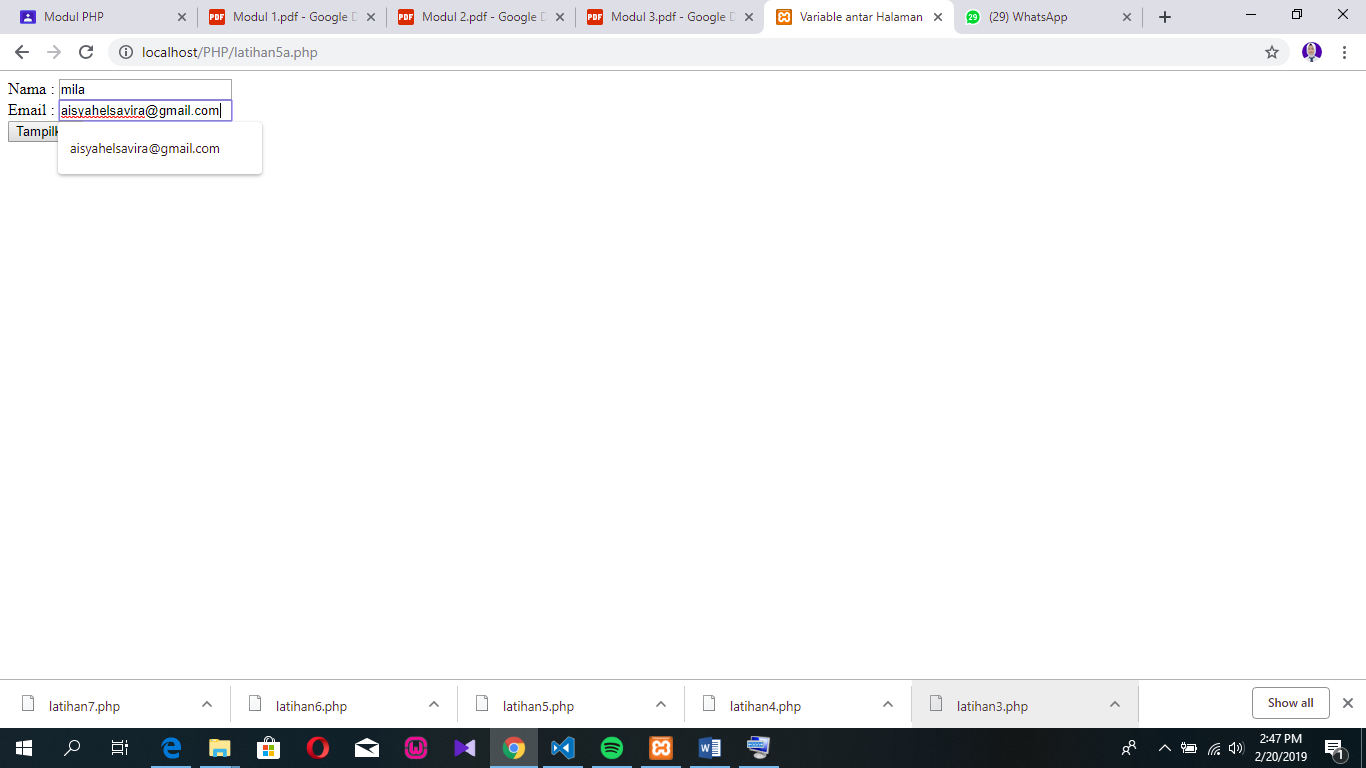 Modul PHP
Modul 1.pdf - Google D
Modul 2.pdf - Google D
Modul 3.pdf - Google D
Variable antar Halaman
(29) WhatsApp
localhost/PHP/latihan5a.php
Nama : mila
Email : aisyahelsavira@gmail.com
Tampilk
aisyahelsavira@gmail.com
latihan7.php
latihan6.php
latihan5.php
latihan4.php
latihan3.php
Show all
2:47 PM
2/20/2019